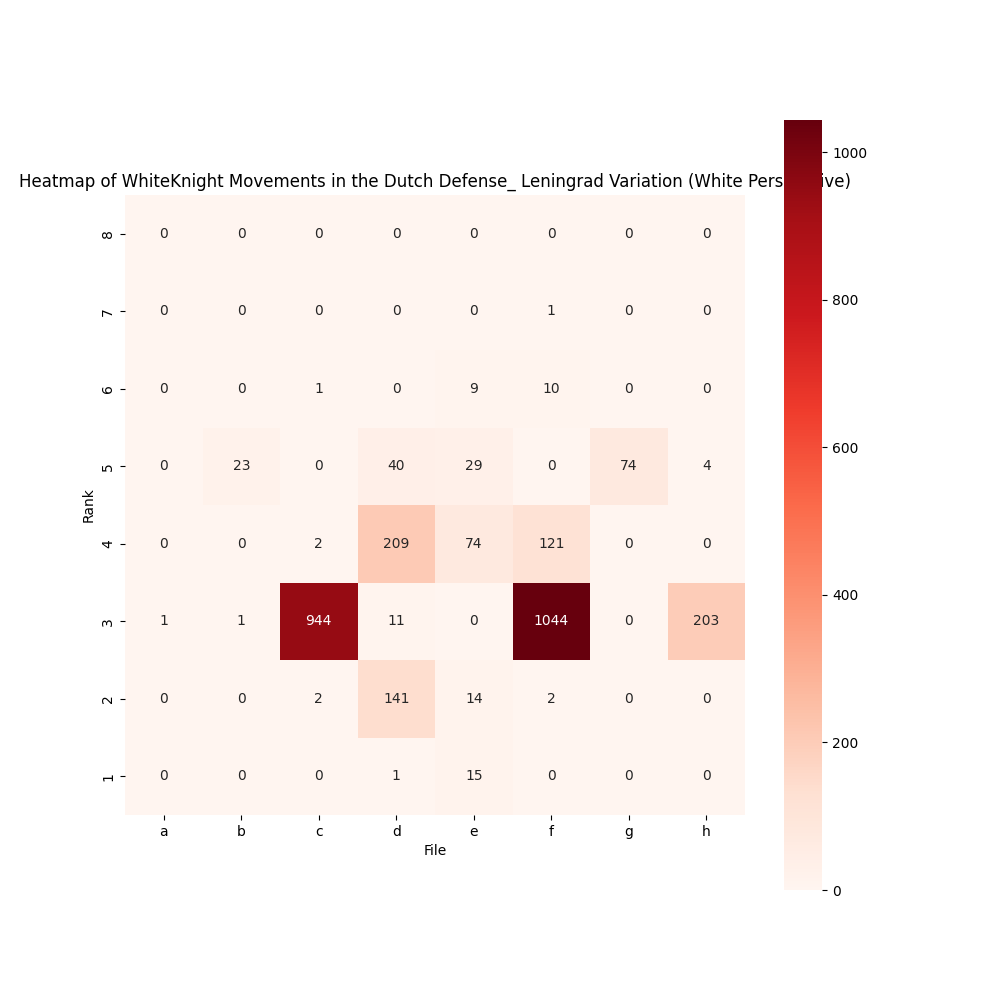 Heatmap of WhiteKnight Movements in the Dutch Defense_ Leningrad Variation (White Pers ive)
1000
8 0 0 0 0 0 0 0 0
7 0 0 0 0 0 1 0 0
800
6 0 0 1 0 9 10 0 0
600
5 0 23 0 40 29 0 74 4
Rank
4 0 0 2 209 74 121 0 0
400
3 1 1 944 11 0 1044 0 203
2 0 0 2 141 14 2 0 0
200
1 0 0 0 1 15 0 0 0
a b c d e f g h
File
0